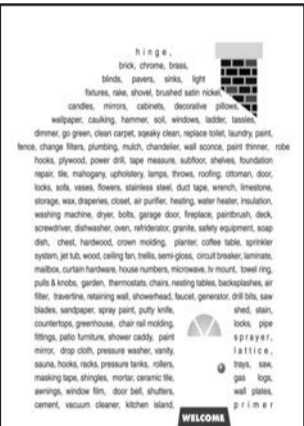 hinge,
brick, chrome, brass,
blinds, pavers, sinks, light
fixtures, rake, shovel, brushed satin nickel,
candles, mirrors, cabinets, decorative pillows,
wallpaper, caulking, hammer, soil, windows, ladder, tassles,
dimmer, go green, clean carpet, sqeaky clean, replace toilet, laundry, paint,
fence, change filters, plumbing, mulch, chandelier, wall sconce, paint thinner, robe
hooks, plywood, power drill, tape measure, subfloor, shelves, foundation
repair, tile, mahogany, upholstery, lamps, throws, roofing, ottoman, door,
locks, sofa, vases, flowers, stainless steel, duct tape, wrench, limestone,
storage, wax, draperies, closet, air purifier, heating, water heater, insulation,
washing machine, dryer, bolts, garage door, fireplace, paintbrush, deck,
screwdriver, dishwasher, oven, refriderator, granite, safety equipment, soap
dish, chest, hardwood, crown molding, planter, coffee table, sprinkler
system, jet tub, wood, ceiling fan, trellis, semi-gloss, circuit breaker, laminate,
mailbox, curtain hardware, house numbers, microwave, tv mount, towel ring,
pulls & knobs, garden, thermostats, chairs, nesting tables, backsplashes, air
filter, travertine, retaining wall, showerhead, faucet, generator, drill bits, saw
blades, sandpaper, spray paint, putty knife, shed, stain,
countertops, greenhouse, chair rail molding, locks, pipe
fittings, patio furniture, shower caddy, paint sprayer,
mirror, drop cloth, pressure washer, vanity, lattice,
sauna, hooks, racks, pressure tanks, rollers, trays, saw,
masking tape, shingles, mortar, ceramic tile, gas logs,
awnings, window film, door bell, shutters, wall plates,
cement, vacuum cleaner, kitchen island, primer
WELCOME